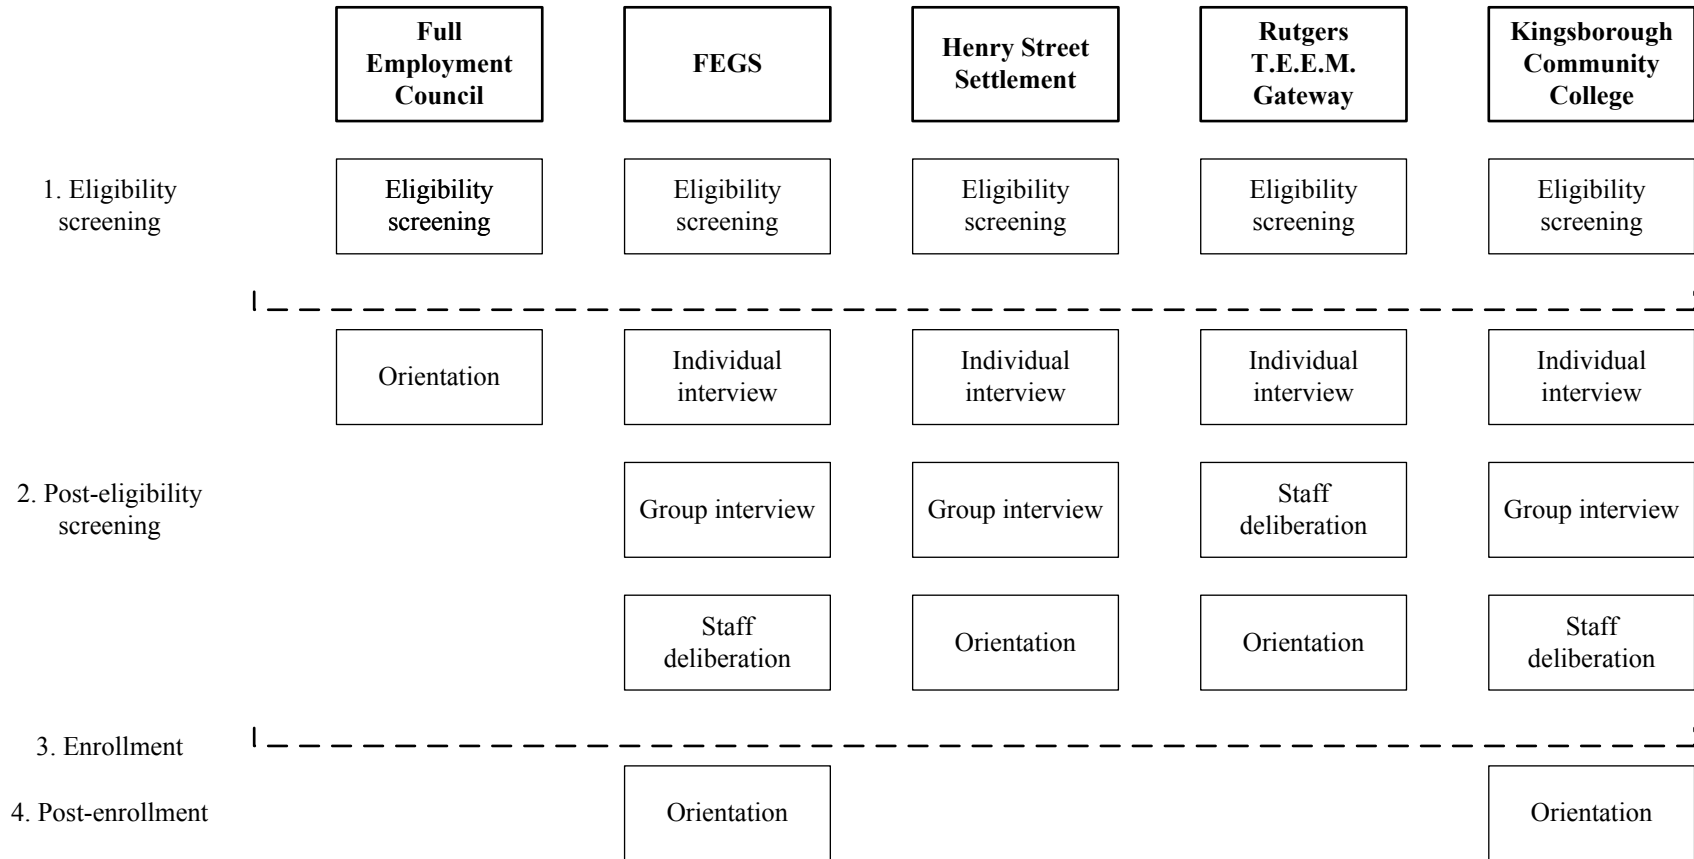 Full
Employment
Council
FEGS
Henry Street
Settlement
Rutgers
T.E.E.M.
Gateway
Kingsborough
Community
College
1. Eligibility
screening
Eligibility
screening
Eligibility
screening
Eligibility
screening
Eligibility
screening
Eligibility
screening
Orientation
Individual
interview
Individual
interview
Individual
interview
Individual
interview
2. Post-eligibility
screening
Group interview
Group interview
Staff
deliberation
Group interview
Staff
deliberation
Orientation
Orientation
Staff
deliberation
3. Enrollment
4. Post-enrollment
Orientation
Orientation